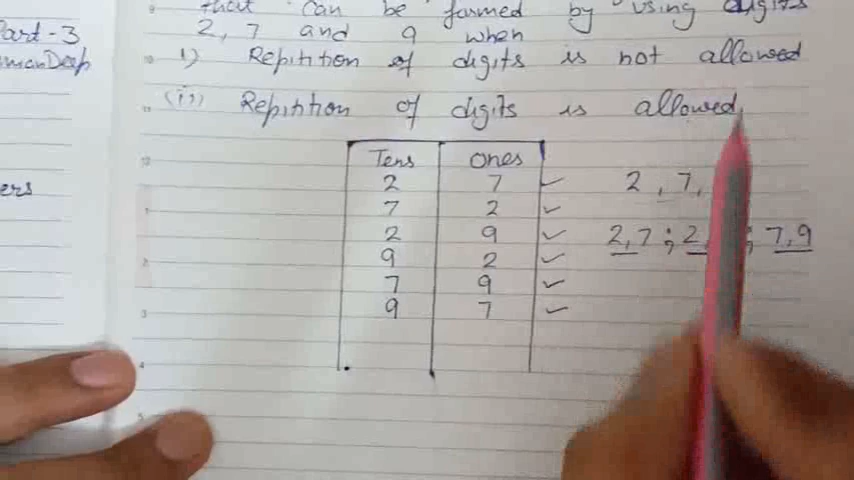 that can be formed by using digits
2, 7 and 9 when
Part-3
1) Repitition of digits is not allowed
(ii) Repitition of digits is allowed,
Tens Ones
2 7 ✓ 2, 7,
7 2 ✓
ers
2 9 ✓ 2,7 ; 2, ; 7,9
9 2 ✓
7 9 ✓
9 7 ✓